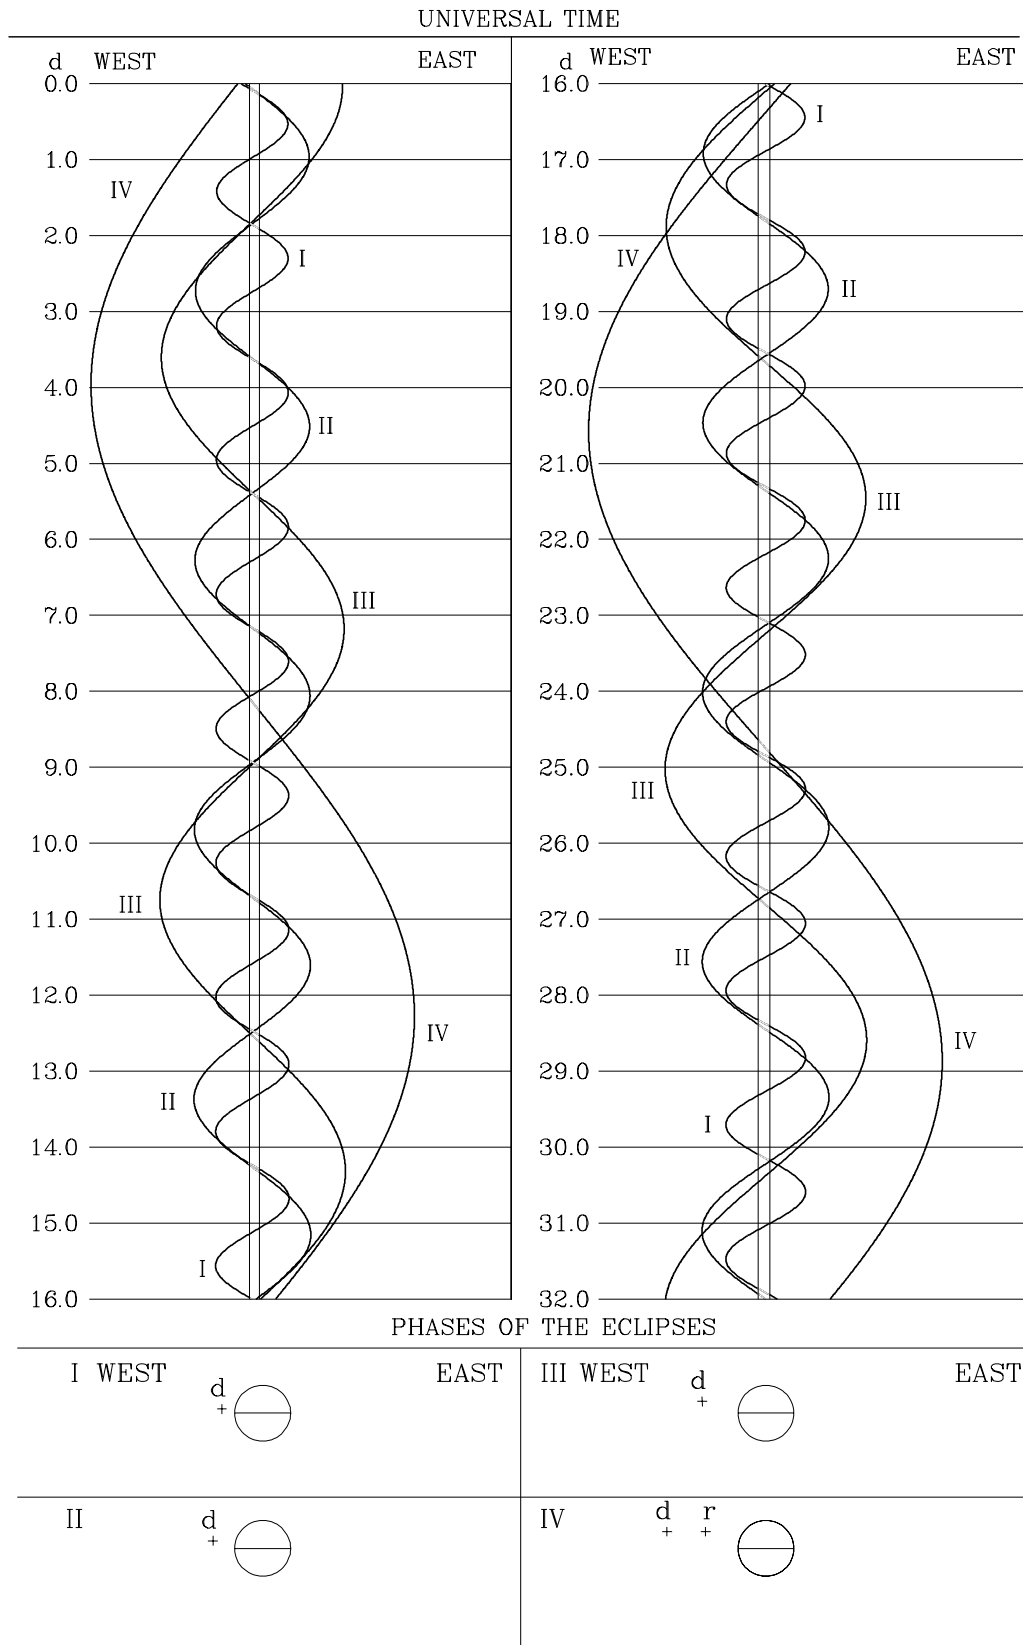 UNIVERSAL TIME
d WEST EAST
0.0
1.0
IV
2.0
I
3.0
4.0
II
5.0
6.0
III
7.0
8.0
9.0
10.0
III
11.0
12.0
IV
13.0
II
14.0
15.0
I
16.0
d WEST EAST
16.0
I
17.0
18.0
IV
II
19.0
20.0
21.0
III
22.0
23.0
24.0
25.0
III
26.0
27.0
II
28.0
IV
29.0
I
30.0
31.0
32.0
PHASES OF THE ECLIPSES
I WEST EAST
d
+
III WEST EAST
d
+
II
d
+
IV
d r
+ +